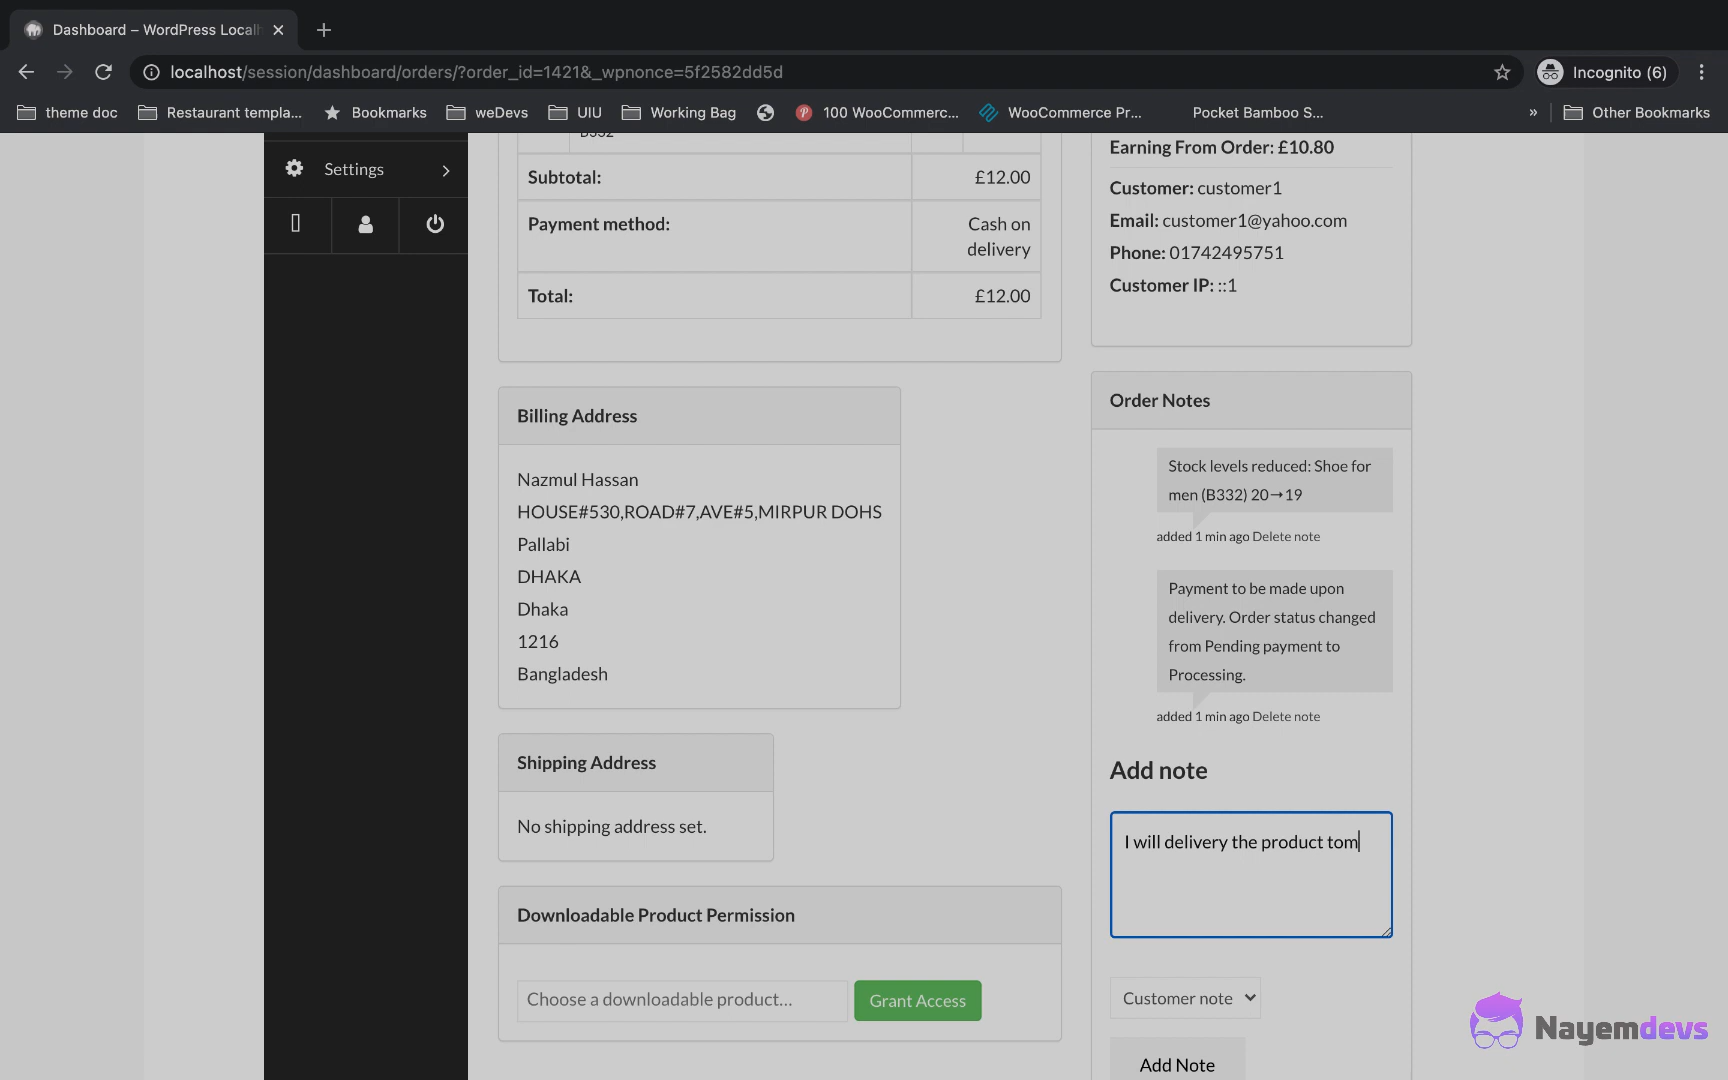 Dashboard – WordPress Local
localhost/session/dashboard/orders/?order_id=1421&_wpnonce=5f2582dd5d
Incognito (6)
theme doc
Restaurant templa...
Bookmarks
weDevs
UIU
Working Bag
100 WooCommerc...
WooCommerce Pr...
Pocket Bamboo S...
»
Other Bookmarks
Settings
B332
Subtotal: £12.00
Payment method: Cash on
delivery
Total: £12.00
Billing Address
Nazmul Hassan
HOUSE#530,ROAD#7,AVE#5,MIRPUR DOHS
Pallabi
DHAKA
Dhaka
1216
Bangladesh
Shipping Address
No shipping address set.
Downloadable Product Permission
Choose a downloadable product...
Grant Access
Earning From Order: £10.80
Customer: customer1
Email: customer1@yahoo.com
Phone: 01742495751
Customer IP: ::1
Order Notes
Stock levels reduced: Shoe for
men (B332) 20→19
added 1 min ago Delete note
Payment to be made upon
delivery. Order status changed
from Pending payment to
Processing.
added 1 min ago Delete note
Add note
I will delivery the product tom
Customer note
Add Note
Nayemdevs